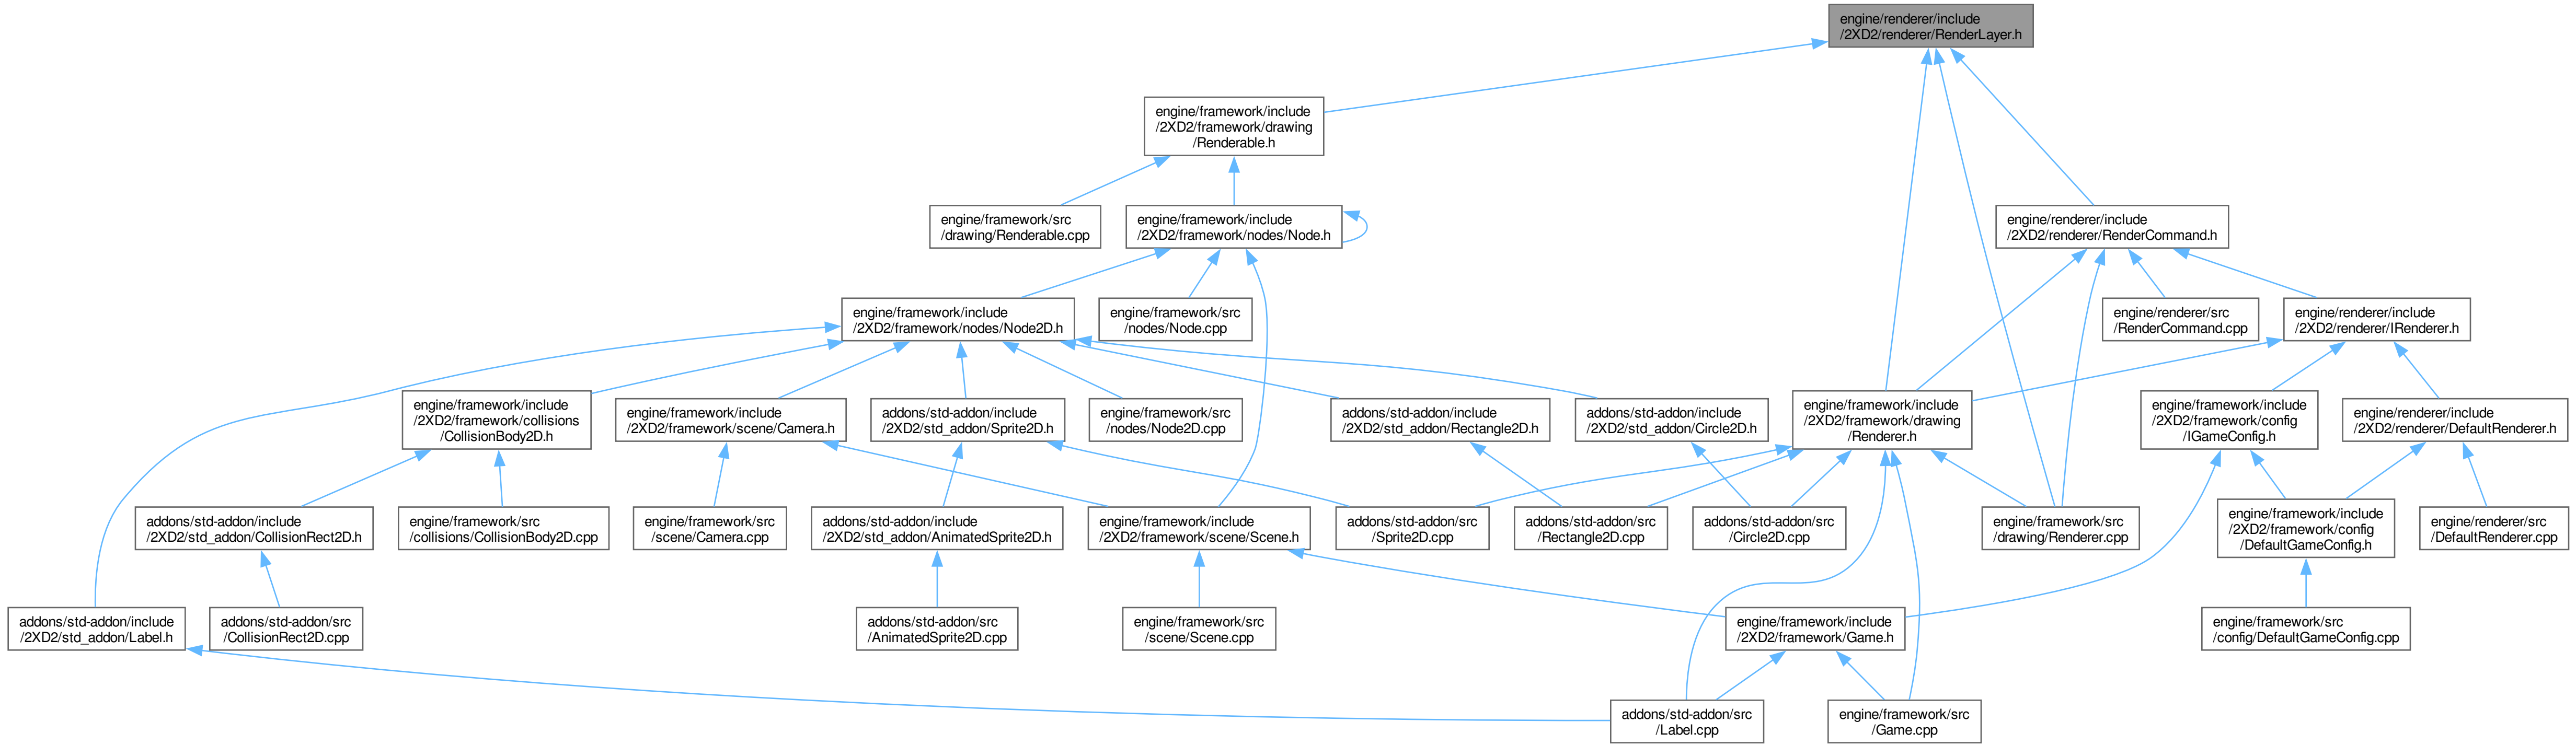 engine/renderer/include
/2XD2/renderer/RenderLayer.h
engine/framework/include
/2XD2/framework/drawing
/Renderable.h
engine/framework/src
/drawing/Renderable.cpp
engine/framework/include
/2XD2/framework/nodes/Node.h
engine/renderer/include
/2XD2/renderer/RenderCommand.h
engine/framework/include
/2XD2/framework/nodes/Node2D.h
engine/framework/src
/nodes/Node.cpp
engine/renderer/src
/RenderCommand.cpp
engine/renderer/include
/2XD2/renderer/IRenderer.h
engine/framework/include
/2XD2/framework/collisions
/CollisionBody2D.h
engine/framework/include
/2XD2/framework/scene/Camera.h
addons/std-addon/include
/2XD2/std_addon/Sprite2D.h
engine/framework/src
/nodes/Node2D.cpp
addons/std-addon/include
/2XD2/std_addon/Rectangle2D.h
addons/std-addon/include
/2XD2/std_addon/Circle2D.h
engine/framework/include
/2XD2/framework/drawing
/Renderer.h
engine/framework/include
/2XD2/framework/config
/IGameConfig.h
engine/renderer/include
/2XD2/renderer/DefaultRenderer.h
addons/std-addon/include
/2XD2/std_addon/CollisionRect2D.h
engine/framework/src
/collisions/CollisionBody2D.cpp
engine/framework/src
/scene/Camera.cpp
addons/std-addon/include
/2XD2/std_addon/AnimatedSprite2D.h
engine/framework/include
/2XD2/framework/scene/Scene.h
addons/std-addon/src
/Sprite2D.cpp
addons/std-addon/src
/Rectangle2D.cpp
addons/std-addon/src
/Circle2D.cpp
engine/framework/src
/drawing/Renderer.cpp
engine/framework/include
/2XD2/framework/config
/DefaultGameConfig.h
engine/renderer/src
/DefaultRenderer.cpp
addons/std-addon/include
/2XD2/std_addon/Label.h
addons/std-addon/src
/CollisionRect2D.cpp
addons/std-addon/src
/AnimatedSprite2D.cpp
engine/framework/src
/scene/Scene.cpp
engine/framework/include
/2XD2/framework/Game.h
engine/framework/src
/config/DefaultGameConfig.cpp
addons/std-addon/src
/Label.cpp
engine/framework/src
/Game.cpp